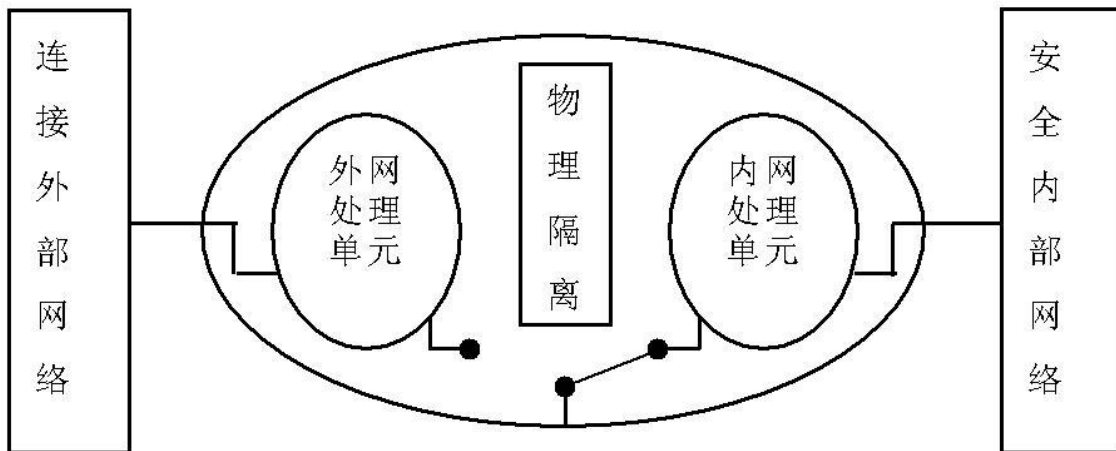 连接外部网络
外网
处理
单元
物理隔离
内网
处理
单元
安全内部网络